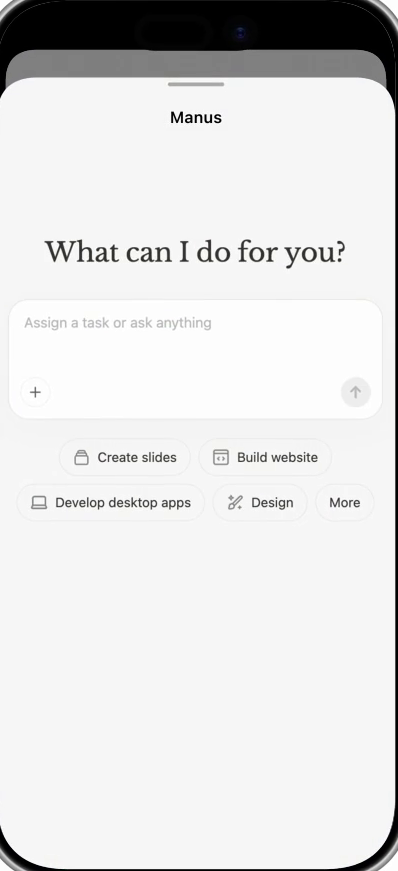 Manus
What can I do for you?
Assign a task or ask anything
Create slides
Build website
Develop desktop apps
Design
More